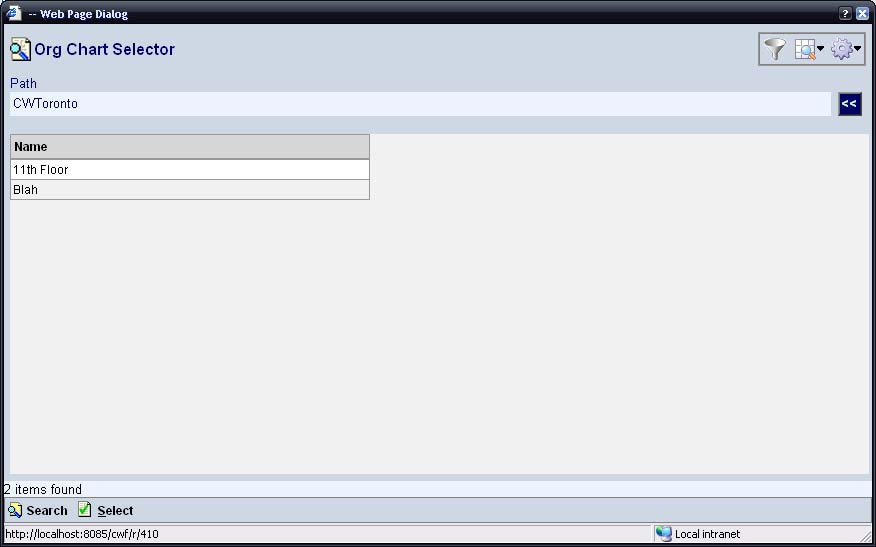 -- Web Page Dialog
?
Org Chart Selector
Path
CWToronto
<<
Name
11th Floor
Blah
2 items found
Search Select
http://localhost:8085/cwf/r/410 Local intranet